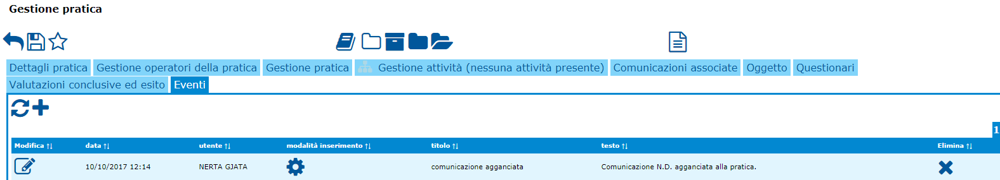 Gestione pratica
Dettagli pratica Gestione operatori della pratica Gestione pratica Gestione attività (nessuna attività presente) Comunicazioni associate Oggetto Questionari
Valutazioni conclusive ed esito Eventi
1
Modifica ↑↓ data ↑↓ utente ↑↓ modalità inserimento ↑↓ titolo ↑↓ testo ↑↓ Elimina ↑↓
10/10/2017 12:14 NERTA GJATA comunicazione agganciata Comunicazione N.D. agganciata alla pratica.